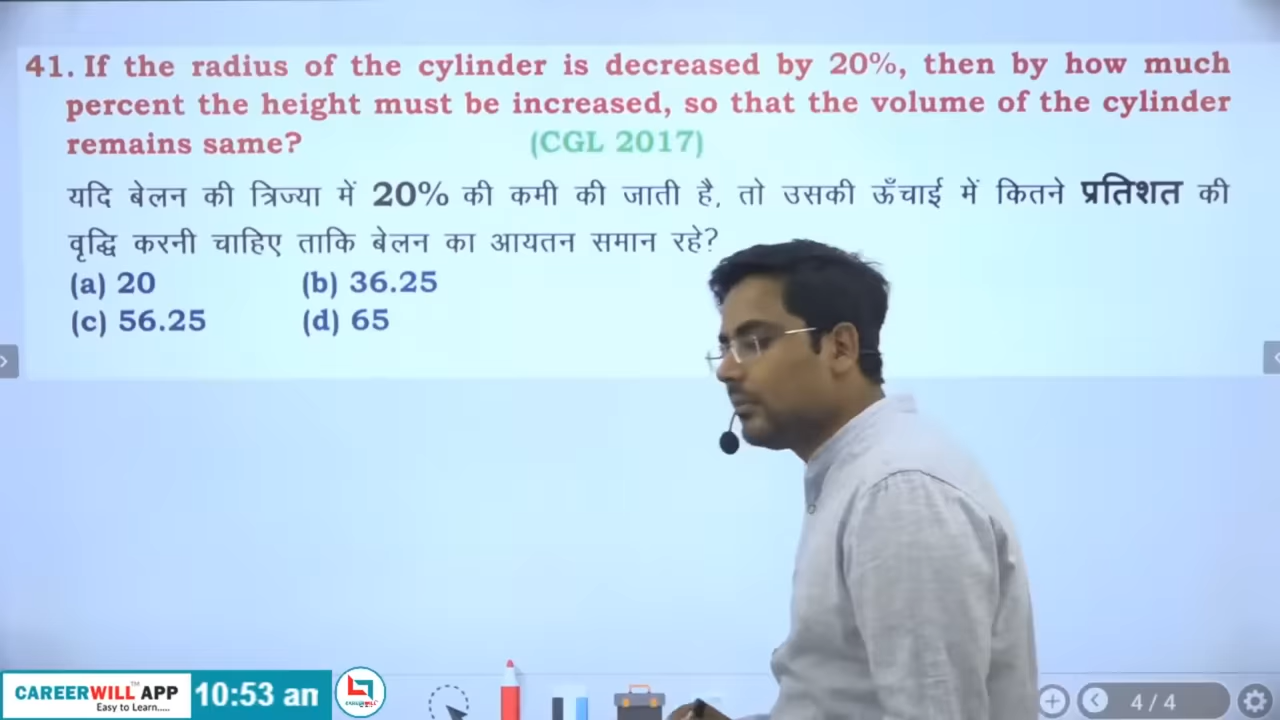 41. If the radius of the cylinder is decreased by 20%, then by how much
percent the height must be increased, so that the volume of the cylinder
remains same? (CGL 2017)
यदि बेलन की त्रिज्या में 20% की कमी की जाती है, तो उसकी ऊँचाई में कितने प्रतिशत की
वृद्धि करनी चाहिए ताकि बेलन का आयतन समान रहे?
(a) 20 (b) 36.25
(c) 56.25 (d) 65
CAREERWILL™ APP
Easy to Learn.....
10:53 an
CAREERWILL
4 / 4